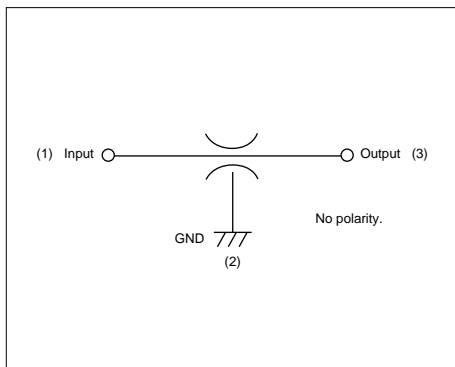 (1) Input Output (3)
No polarity.
GND
(2)